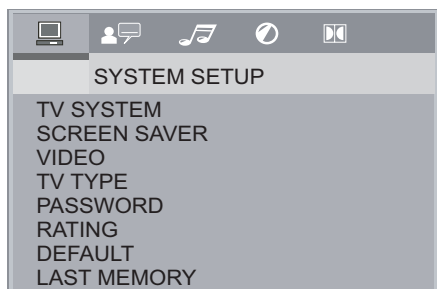 SYSTEM SETUP
TV SYSTEM
SCREEN SAVER
VIDEO
TV TYPE
PASSWORD
RATING
DEFAULT
LAST MEMORY